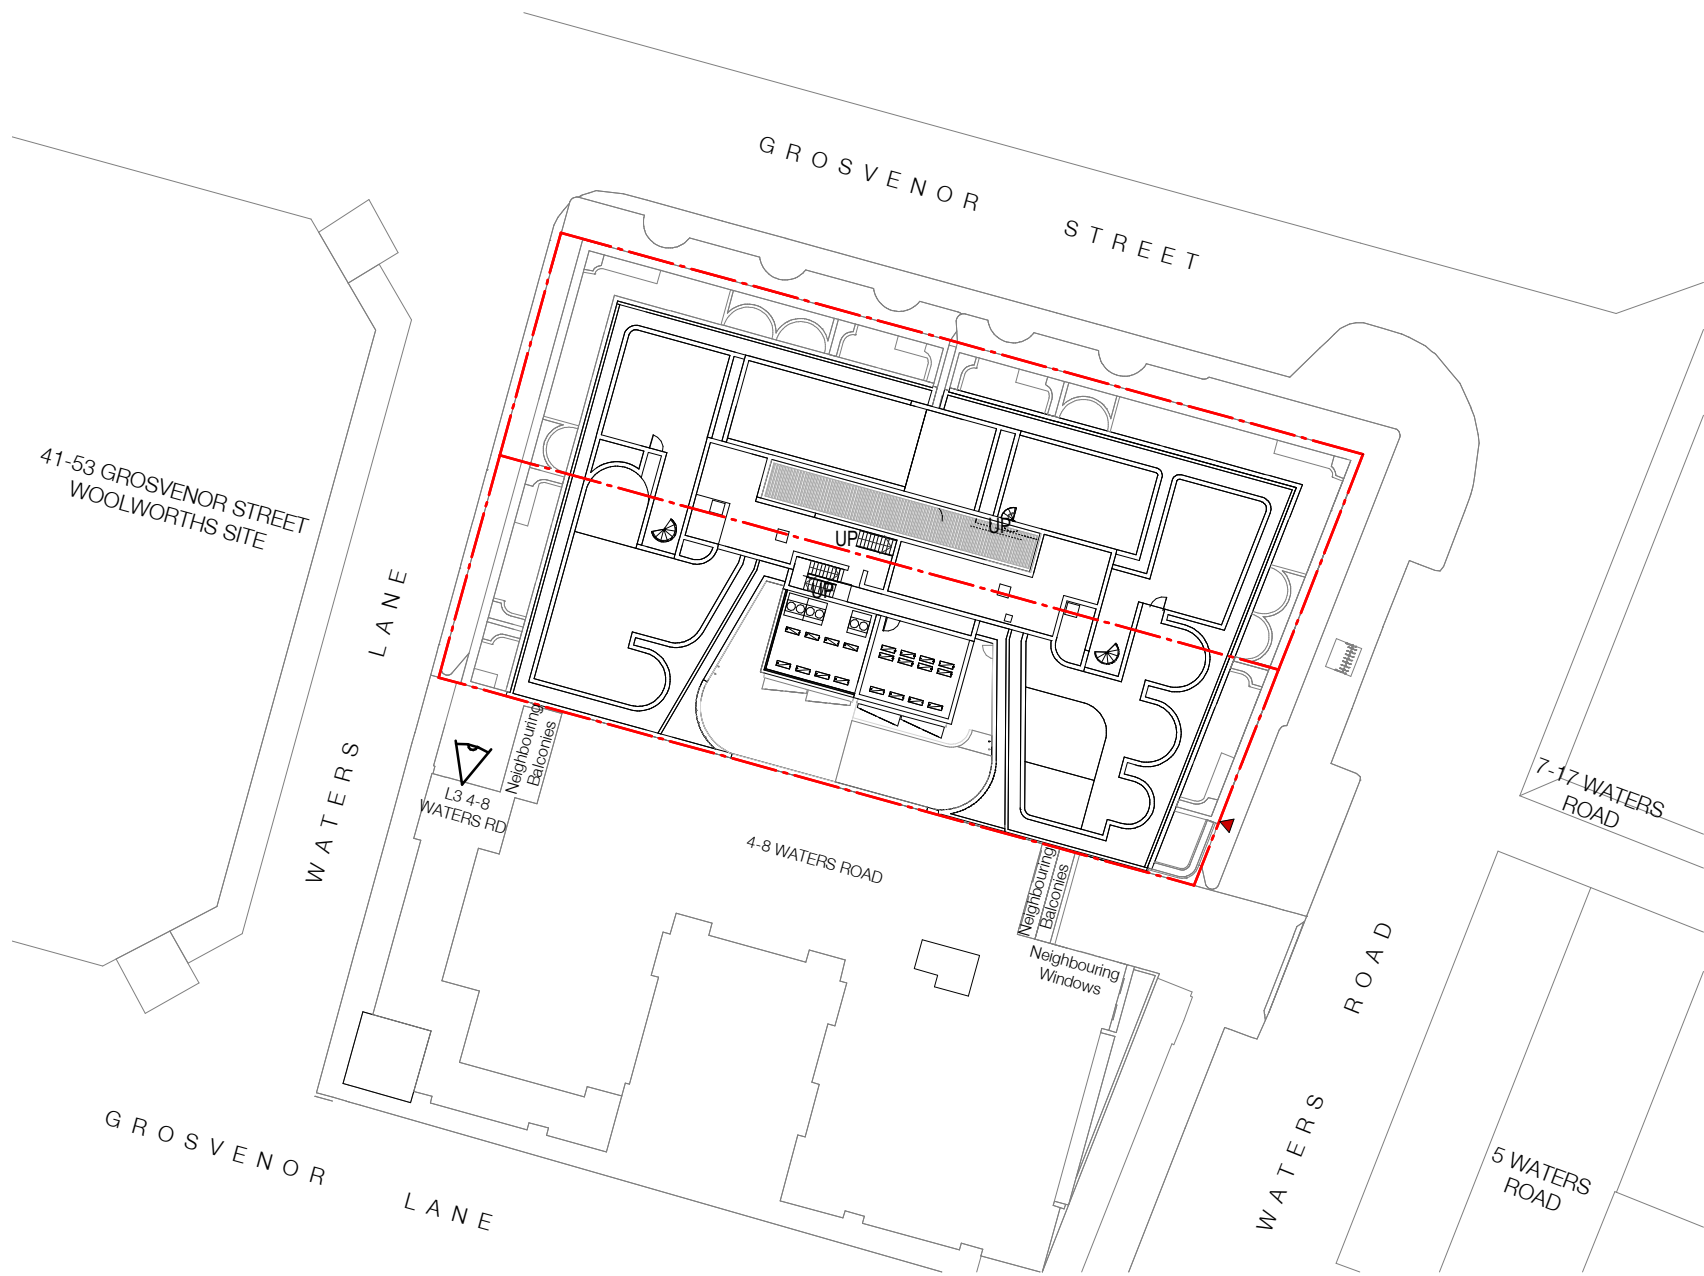 GROSVENOR STREET
41-53 GROSVENOR STREET
WOOLWORTHS SITE
WATERS LANE
UP
UP
UP
Neighbouring
Balconies
L3 4-8
WATERS RD
4-8 WATERS ROAD
Neighbouring
Balconies
Neighbouring
Windows
7-17 WATERS
ROAD
WATERS ROAD
5 WATERS
ROAD
GROSVENOR LANE